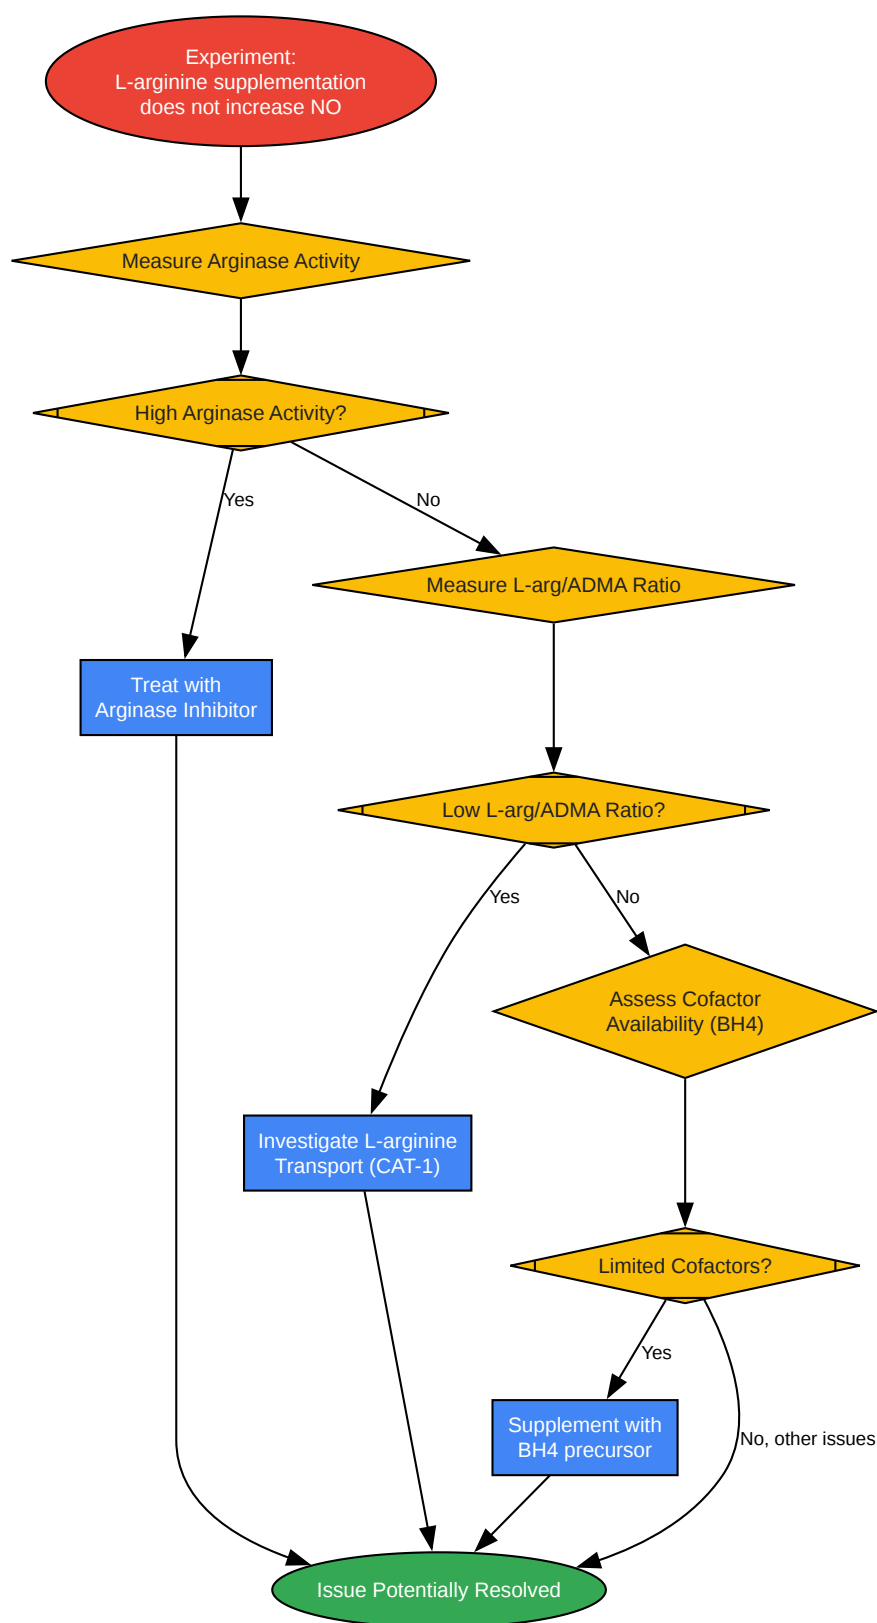 Experiment:
L-arginine supplementation
does not increase NO
Measure Arginase Activity
High Arginase Activity?
Yes
No
Measure L-arg/ADMA Ratio
Treat with
Arginase Inhibitor
Low L-arg/ADMA Ratio?
Yes
No
Assess Cofactor
Availability (BH4)
Investigate L-arginine
Transport (CAT-1)
Limited Cofactors?
Yes
Supplement with
BH4 precursor
No, other issues
Issue Potentially Resolved